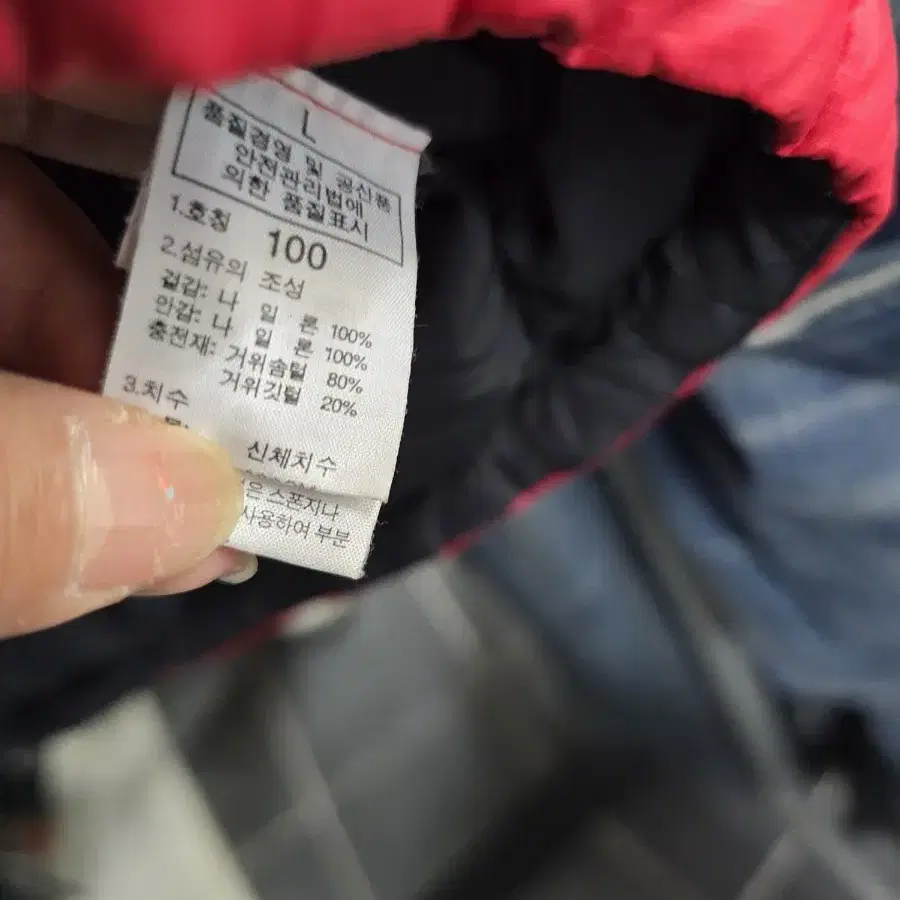 L
품질경영 및 공산품
안전관리법에
의한 품질표시
1.호칭 100
2.섬유의 조성
겉감: 나 일 론 100%
안감: 나 일 론 100%
충전재: 거위솜털 80%
거위깃털 20%
3.치수
신체치수
스폰지나
사용하여 부분